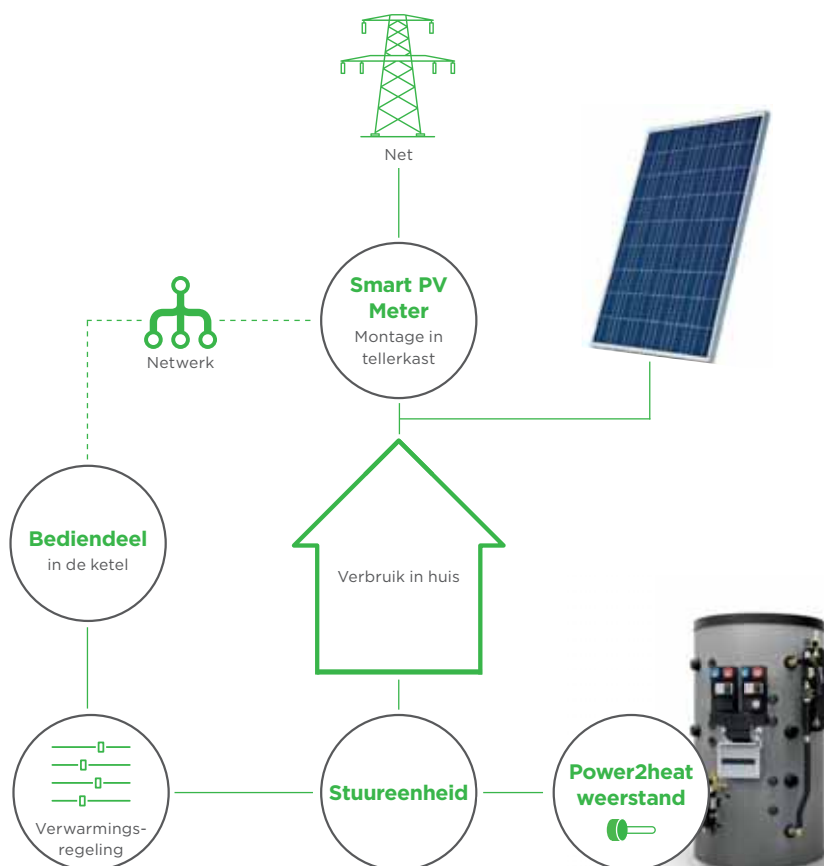 Net
Smart PV
Meter
Montage in
tellerkast
Netwerk
Bediendeel
in de ketel
Verbruik in huis
Verwarmings-
regeling
Stuureenheid
Power2heat
weerstand